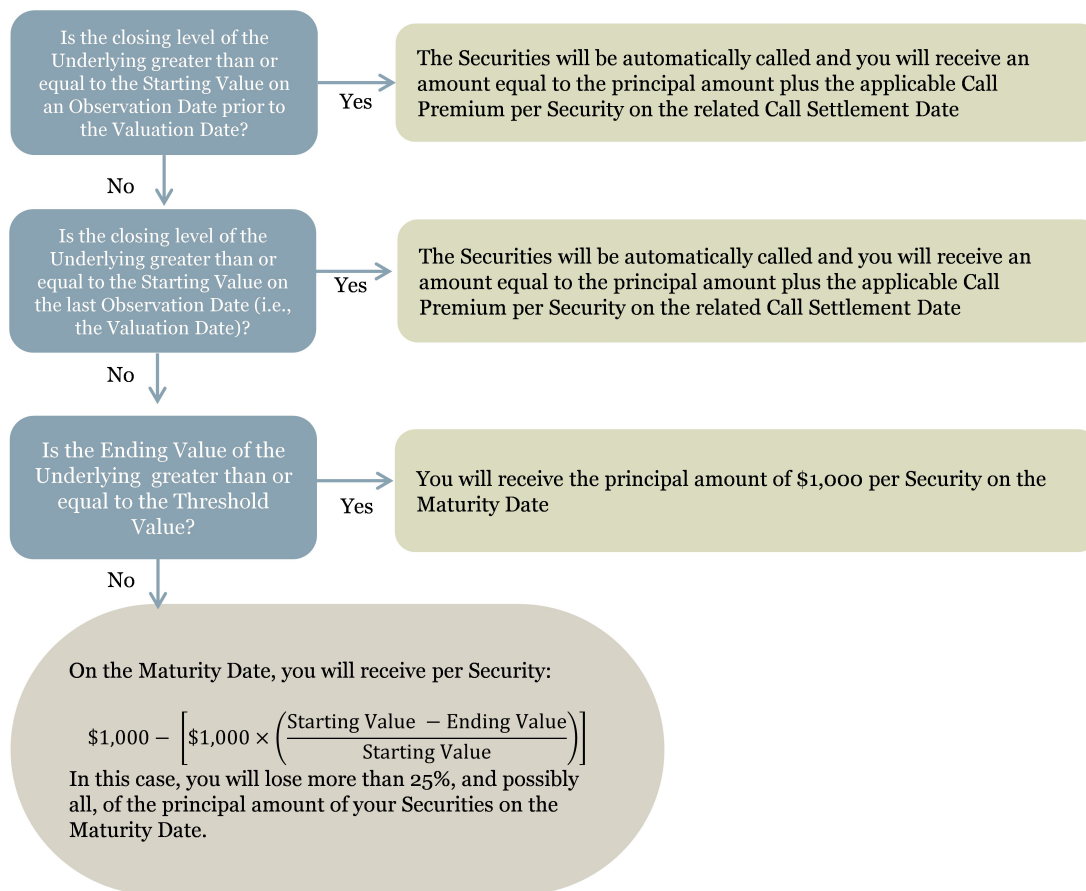 Is the closing level of the
Underlying greater than or
equal to the Starting Value on
an Observation Date prior to
the Valuation Date?
Yes
The Securities will be automatically called and you will receive an
amount equal to the principal amount plus the applicable Call
Premium per Security on the related Call Settlement Date
No
Is the closing level of the
Underlying greater than or
equal to the Starting Value on
the last Observation Date (i.e.,
the Valuation Date)?
Yes
The Securities will be automatically called and you will receive an
amount equal to the principal amount plus the applicable Call
Premium per Security on the related Call Settlement Date
No
Is the Ending Value of the
Underlying greater than or
equal to the Threshold
Value?
Yes
You will receive the principal amount of $1,000 per Security on the
Maturity Date
No
On the Maturity Date, you will receive per Security:
$1,000 − [$1,000 × (Starting Value − Ending Value / Starting Value)]
In this case, you will lose more than 25%, and possibly
all, of the principal amount of your Securities on the
Maturity Date.